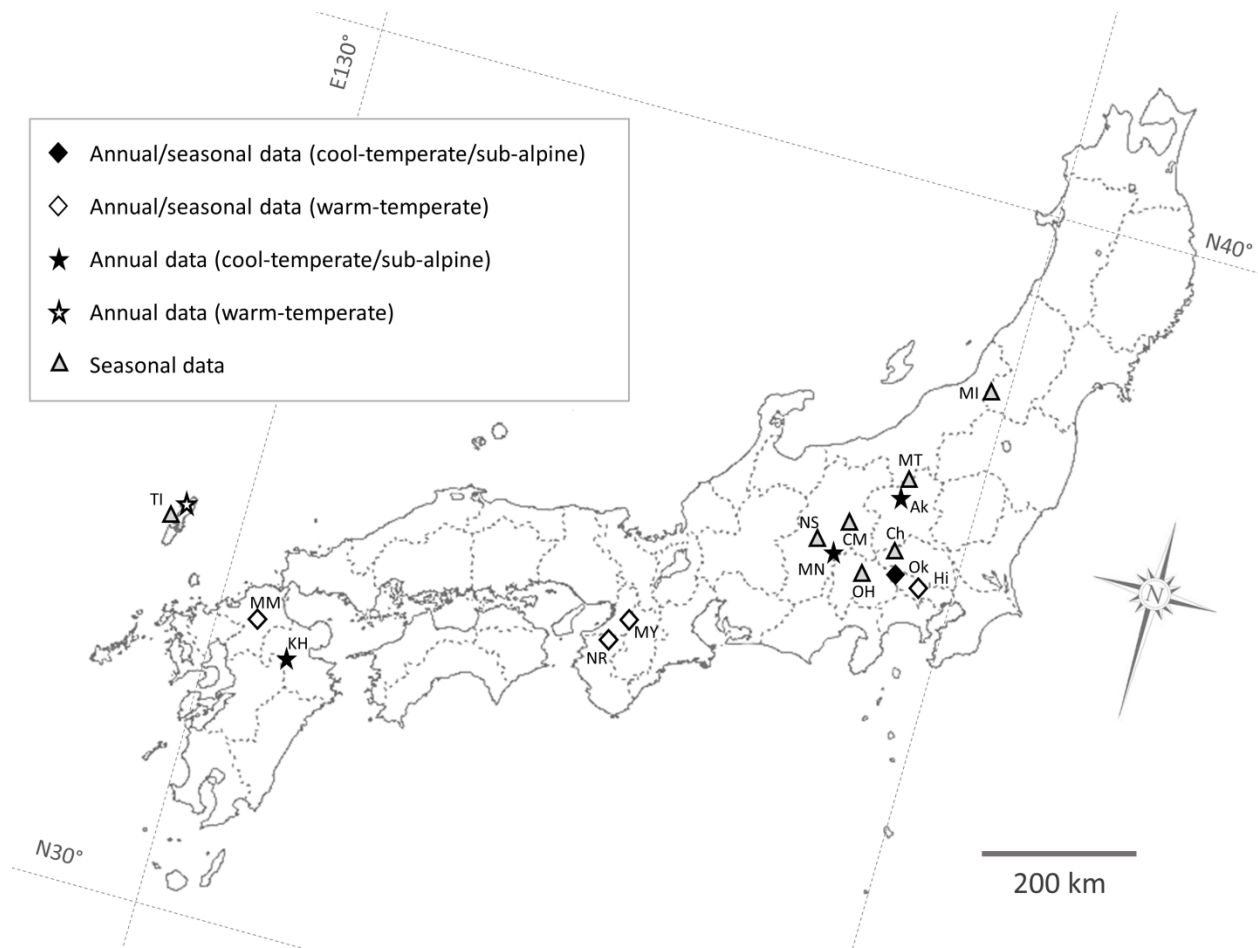 E130°
Annual/seasonal data (cool-temperate/sub-alpine)
Annual/seasonal data (warm-temperate)
Annual data (cool-temperate/sub-alpine)
Annual data (warm-temperate)
Seasonal data
N40°
MI
MT
Ak
TI
NS
CM
Ch
MN
OH
Ok
Hi
MM
MY
KH
NR
N
N30°
200 km